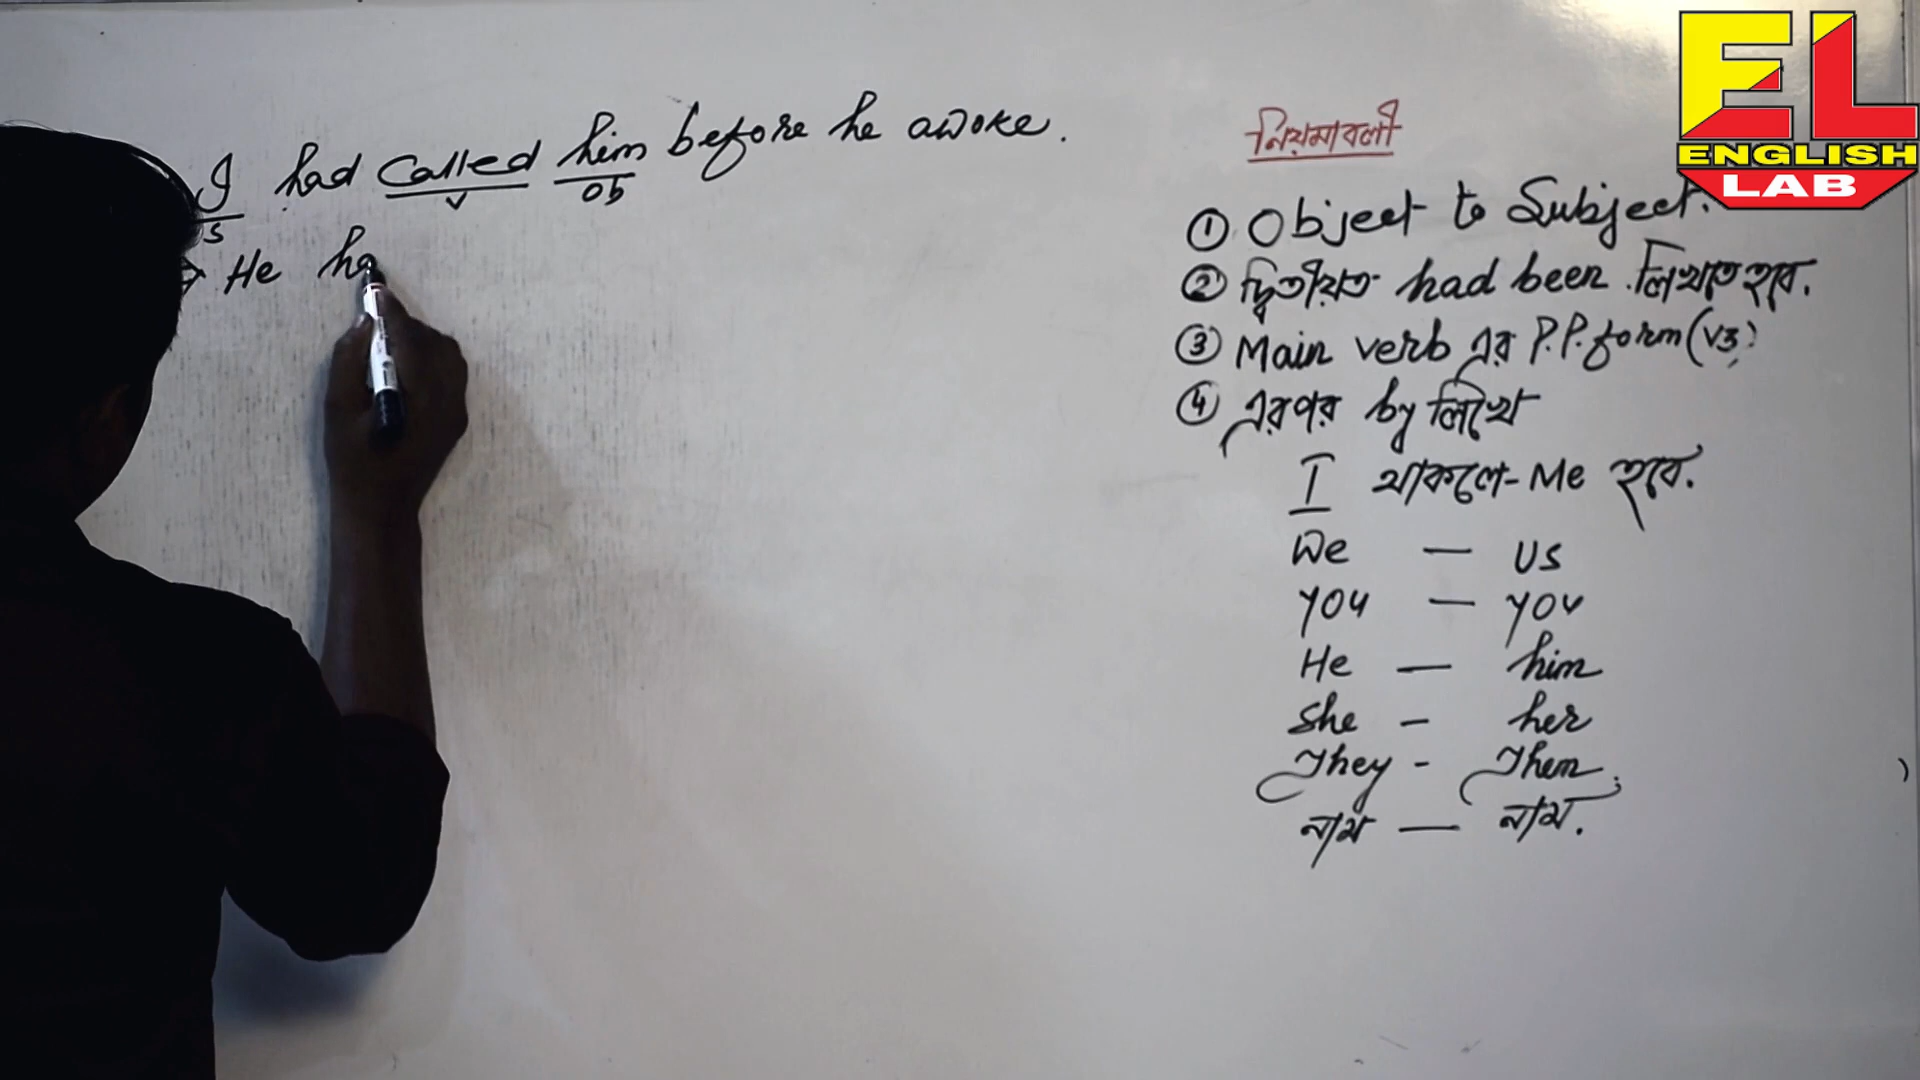 I had called him before he awoke.
S V ob
→ He ha
নিয়মাবলী
① Object to Subject.
② দ্বিতীয়ত had been লিখতে হবে.
③ Main verb এর P.P. form (V3)
④ এরপর by লিখে
I থাকলে - Me হবে.
We — US
you — you
He — him
She - her
They - Them
নাম — নাম.
EL
ENGLISH
LAB